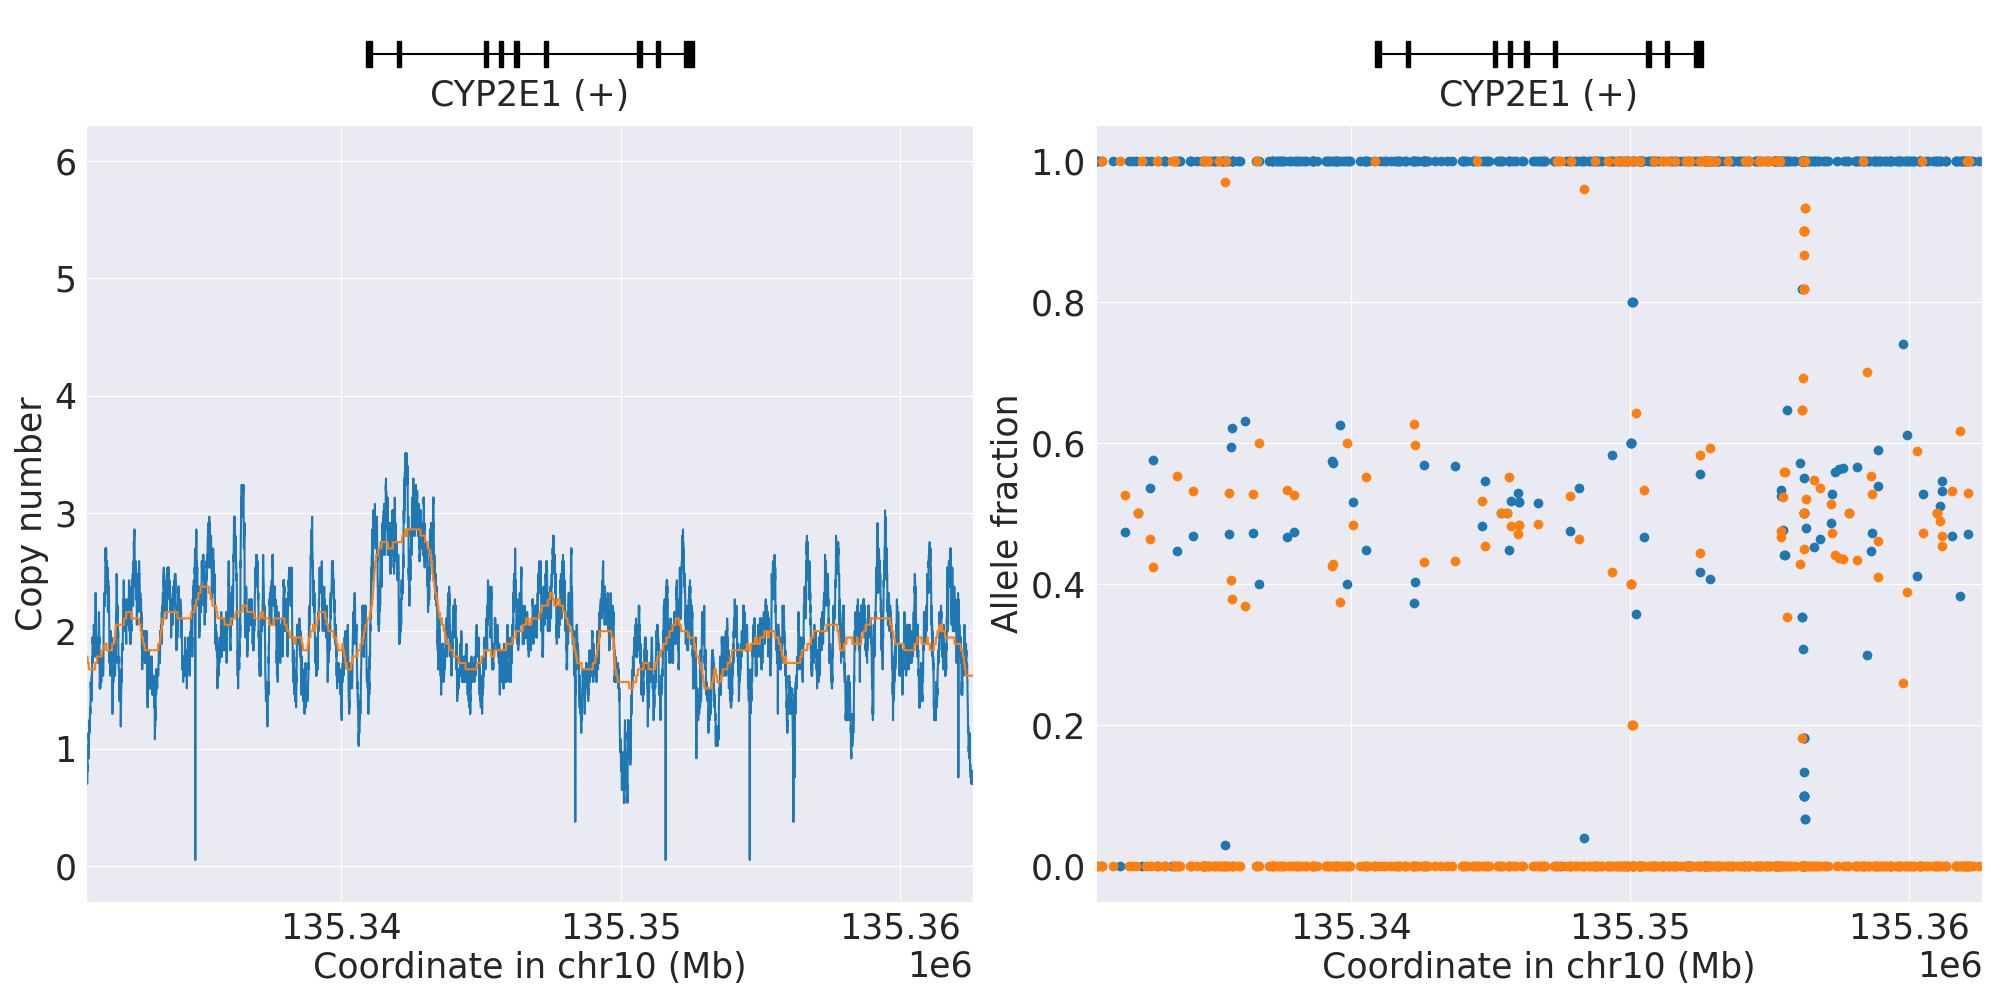 CYP2E1 (+)
6
5
4
3
2
1
0
Copy number
135.34 135.35 135.36
Coordinate in chr10 (Mb)
1e6
CYP2E1 (+)
1.0
0.8
0.6
0.4
0.2
0.0
Allele fraction
135.34 135.35 135.36
Coordinate in chr10 (Mb)
1e6